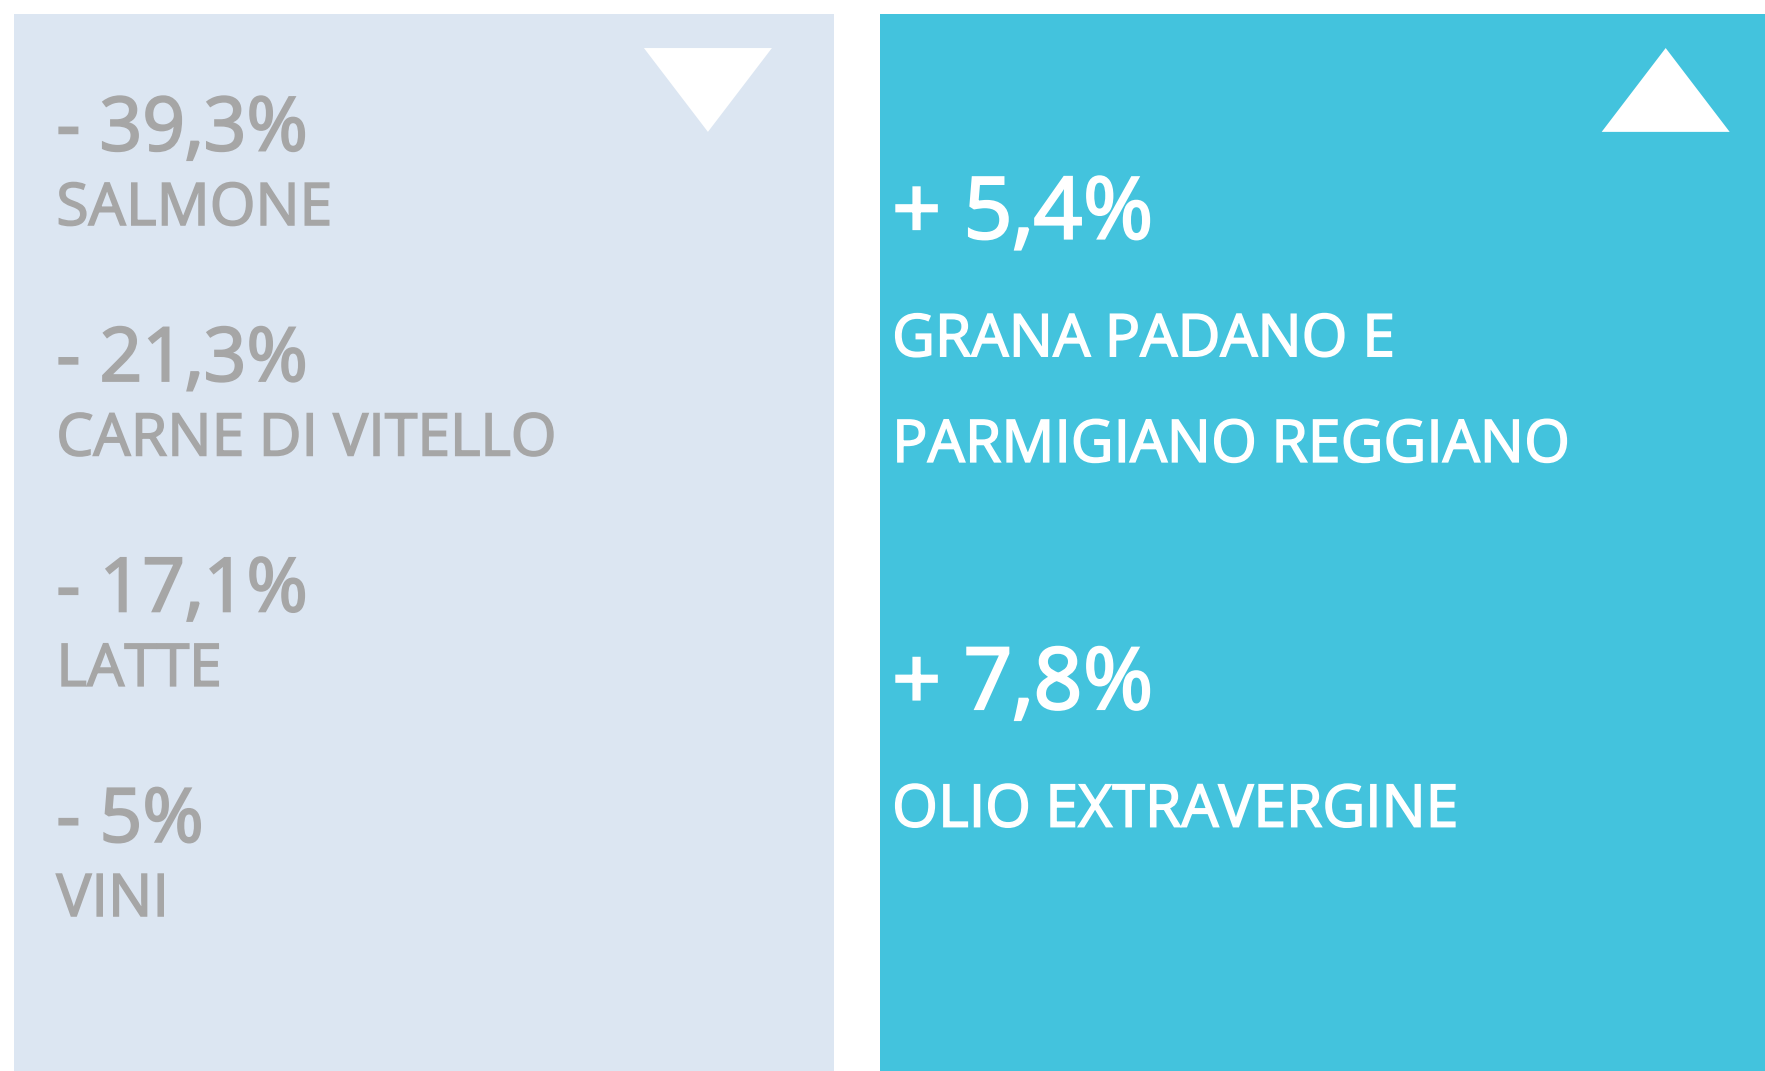 - 39,3%
SALMONE
- 21,3%
CARNE DI VITELLO
- 17,1%
LATTE
- 5%
VINI
+ 5,4%
GRANA PADANO E
PARMIGIANO REGGIANO
+ 7,8%
OLIO EXTRAVERGINE